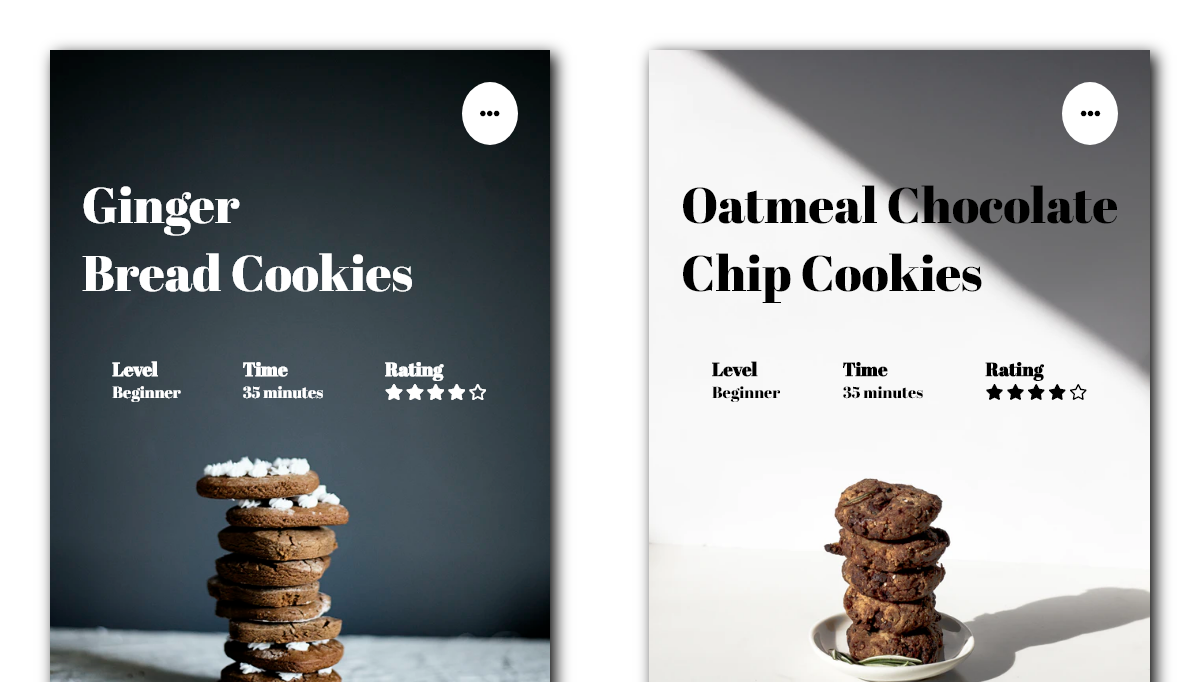 •••
Ginger
Bread Cookies
Level
Beginner
Time
35 minutes
Rating
★★★★☆
•••
Oatmeal Chocolate
Chip Cookies
Level
Beginner
Time
35 minutes
Rating
★★★★☆